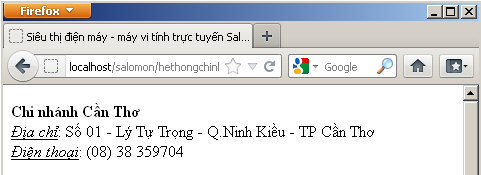 Firefox
Siêu thị điện máy - máy vi tính trực tuyến Sal...
localhost/salomon/hethongchinl
Google
Chi nhánh Cần Thơ
Địa chỉ: Số 01 - Lý Tự Trọng - Q.Ninh Kiều - TP Cần Thơ
Điện thoại: (08) 38 359704